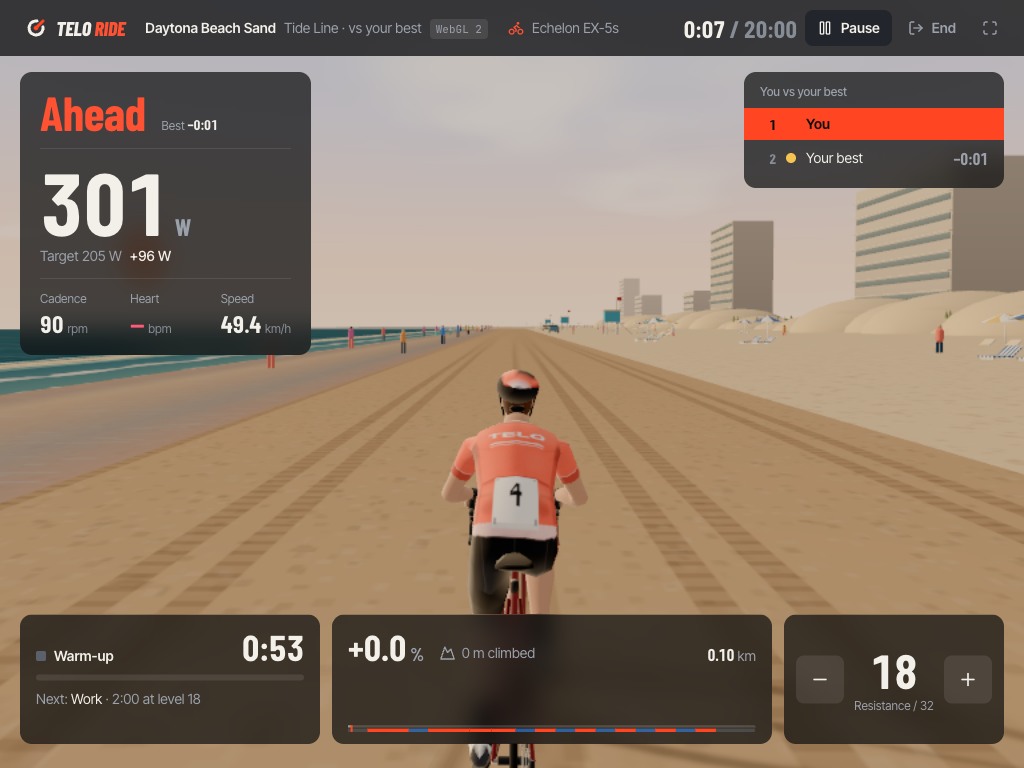 TELO RIDE
Daytona Beach Sand Tide Line · vs your best WebGL 2
Echelon EX-5s
0:07 / 20:00
Pause
End
Ahead Best −0:01
301 W
Target 205 W +96 W
Cadence Heart Speed
90 rpm – bpm 49.4 km/h
You vs your best
1 You
2 Your best −0:01
TELO
4
Warm-up 0:53
Next: Work · 2:00 at level 18
+0.0 % 0 m climbed 0.10 km
− 18 +
Resistance / 32